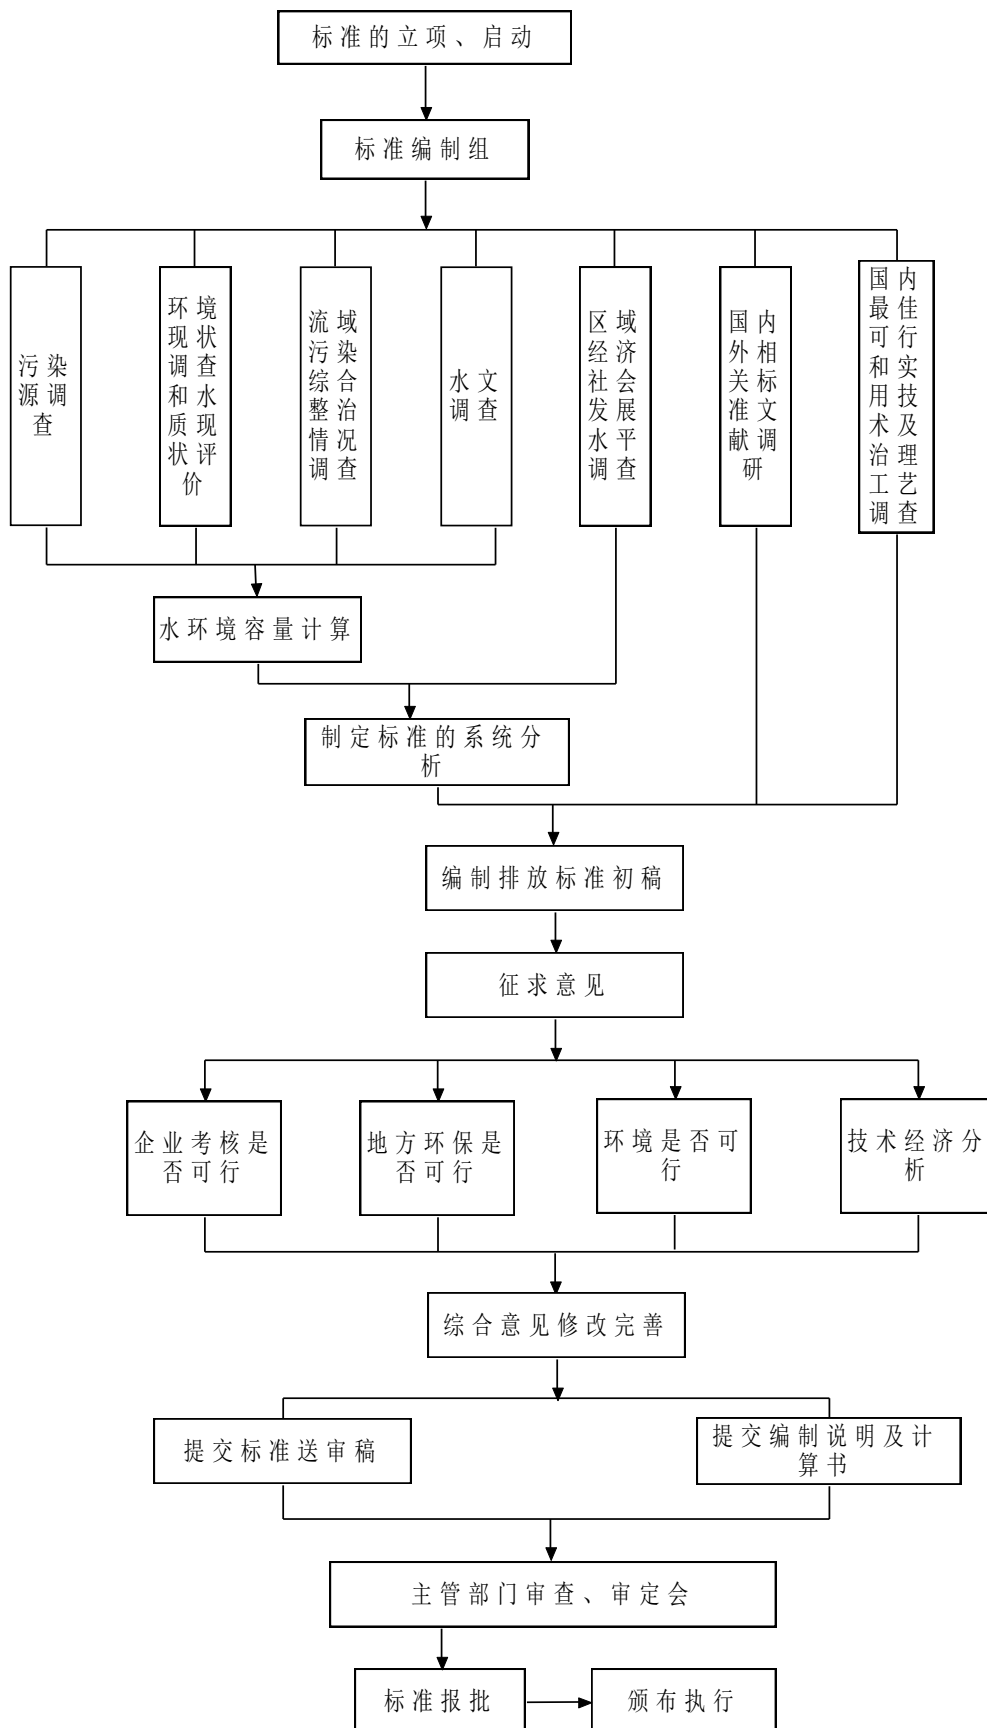 标准的立项、启动
标准编制组
污染
源调
查
环境
现状
调查
和水
质现
状评
价
流域
污染
综合
整治
情况
调查
水文
调查
区域
经济
社会
发展
水平
调查
国内
外相
关标
准文
献调
研
国内
最佳
可行
和实
用技
术及
治理
工艺
调查
水环境容量计算
制定标准的系统分
析
编制排放标准初稿
征求意见
企业考核是
否可行
地方环保是
否可行
环境是否可
行
技术经济分
析
综合意见修改完善
提交标准送审稿
提交编制说明及计
算书
主管部门审查、审定会
标准报批
颁布执行